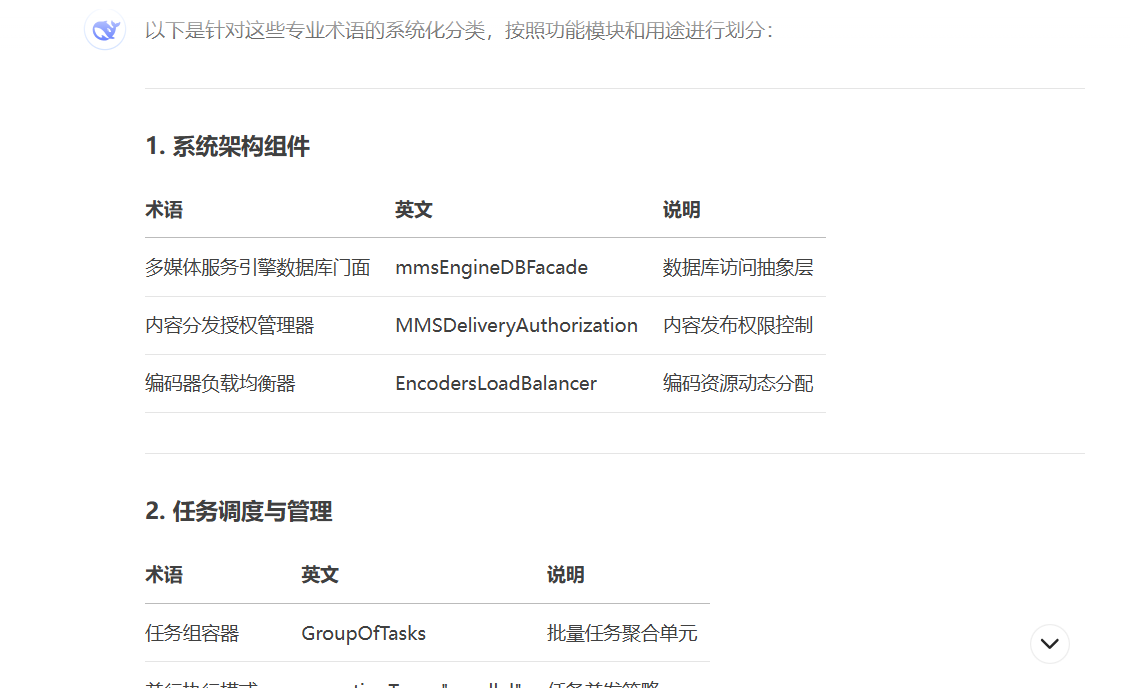 以下是针对这些专业术语的系统化分类，按照功能模块和用途进行划分：
1. 系统架构组件
术语 英文 说明
多媒体服务引擎数据库门面 mmsEngineDBFacade 数据库访问抽象层
内容分发授权管理器 MMSDeliveryAuthorization 内容发布权限控制
编码器负载均衡器 EncodersLoadBalancer 编码资源动态分配
2. 任务调度与管理
术语 英文 说明
任务组容器 GroupOfTasks 批量任务聚合单元